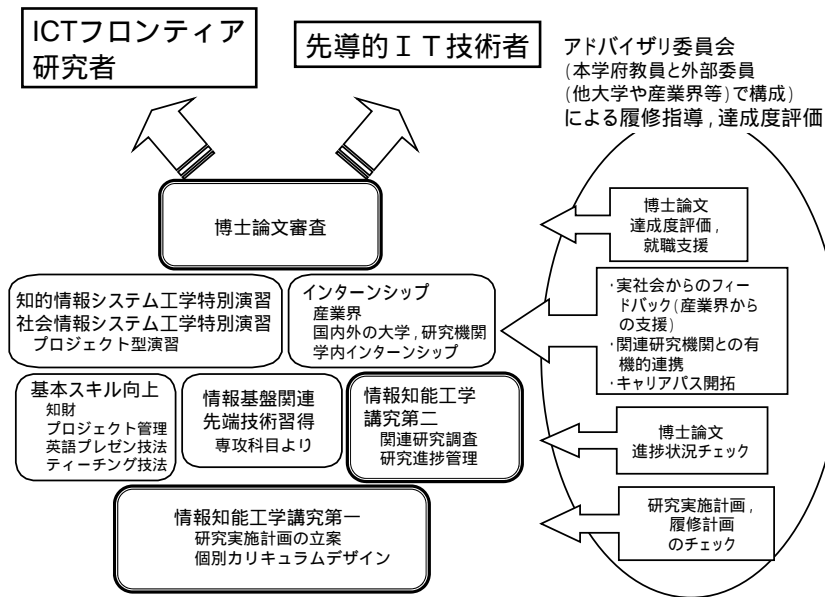 ICTフロンティア
研究者
先導的ＩＴ技術者
アドバイザリ委員会
(本学府教員と外部委員
(他大学や産業界等)で構成)
による履修指導，達成度評価
博士論文審査
博士論文
達成度評価，
就職支援
知的情報システム工学特別演習
社会情報システム工学特別演習
プロジェクト型演習
インターンシップ
産業界
国内外の大学，研究機関
学内インターンシップ
・実社会からのフィー
ドバック(産業界から
の支援)
・関連研究機関との有
機的連携
・キャリアパス開拓
基本スキル向上
知財
プロジェクト管理
英語プレゼン技法
ティーチング技法
情報基盤関連
先端技術習得
専攻科目より
情報知能工学
講究第二
関連研究調査
研究進捗管理
博士論文
進捗状況チェック
情報知能工学講究第一
研究実施計画の立案
個別カリキュラムデザイン
研究実施計画，
履修計画
のチェック